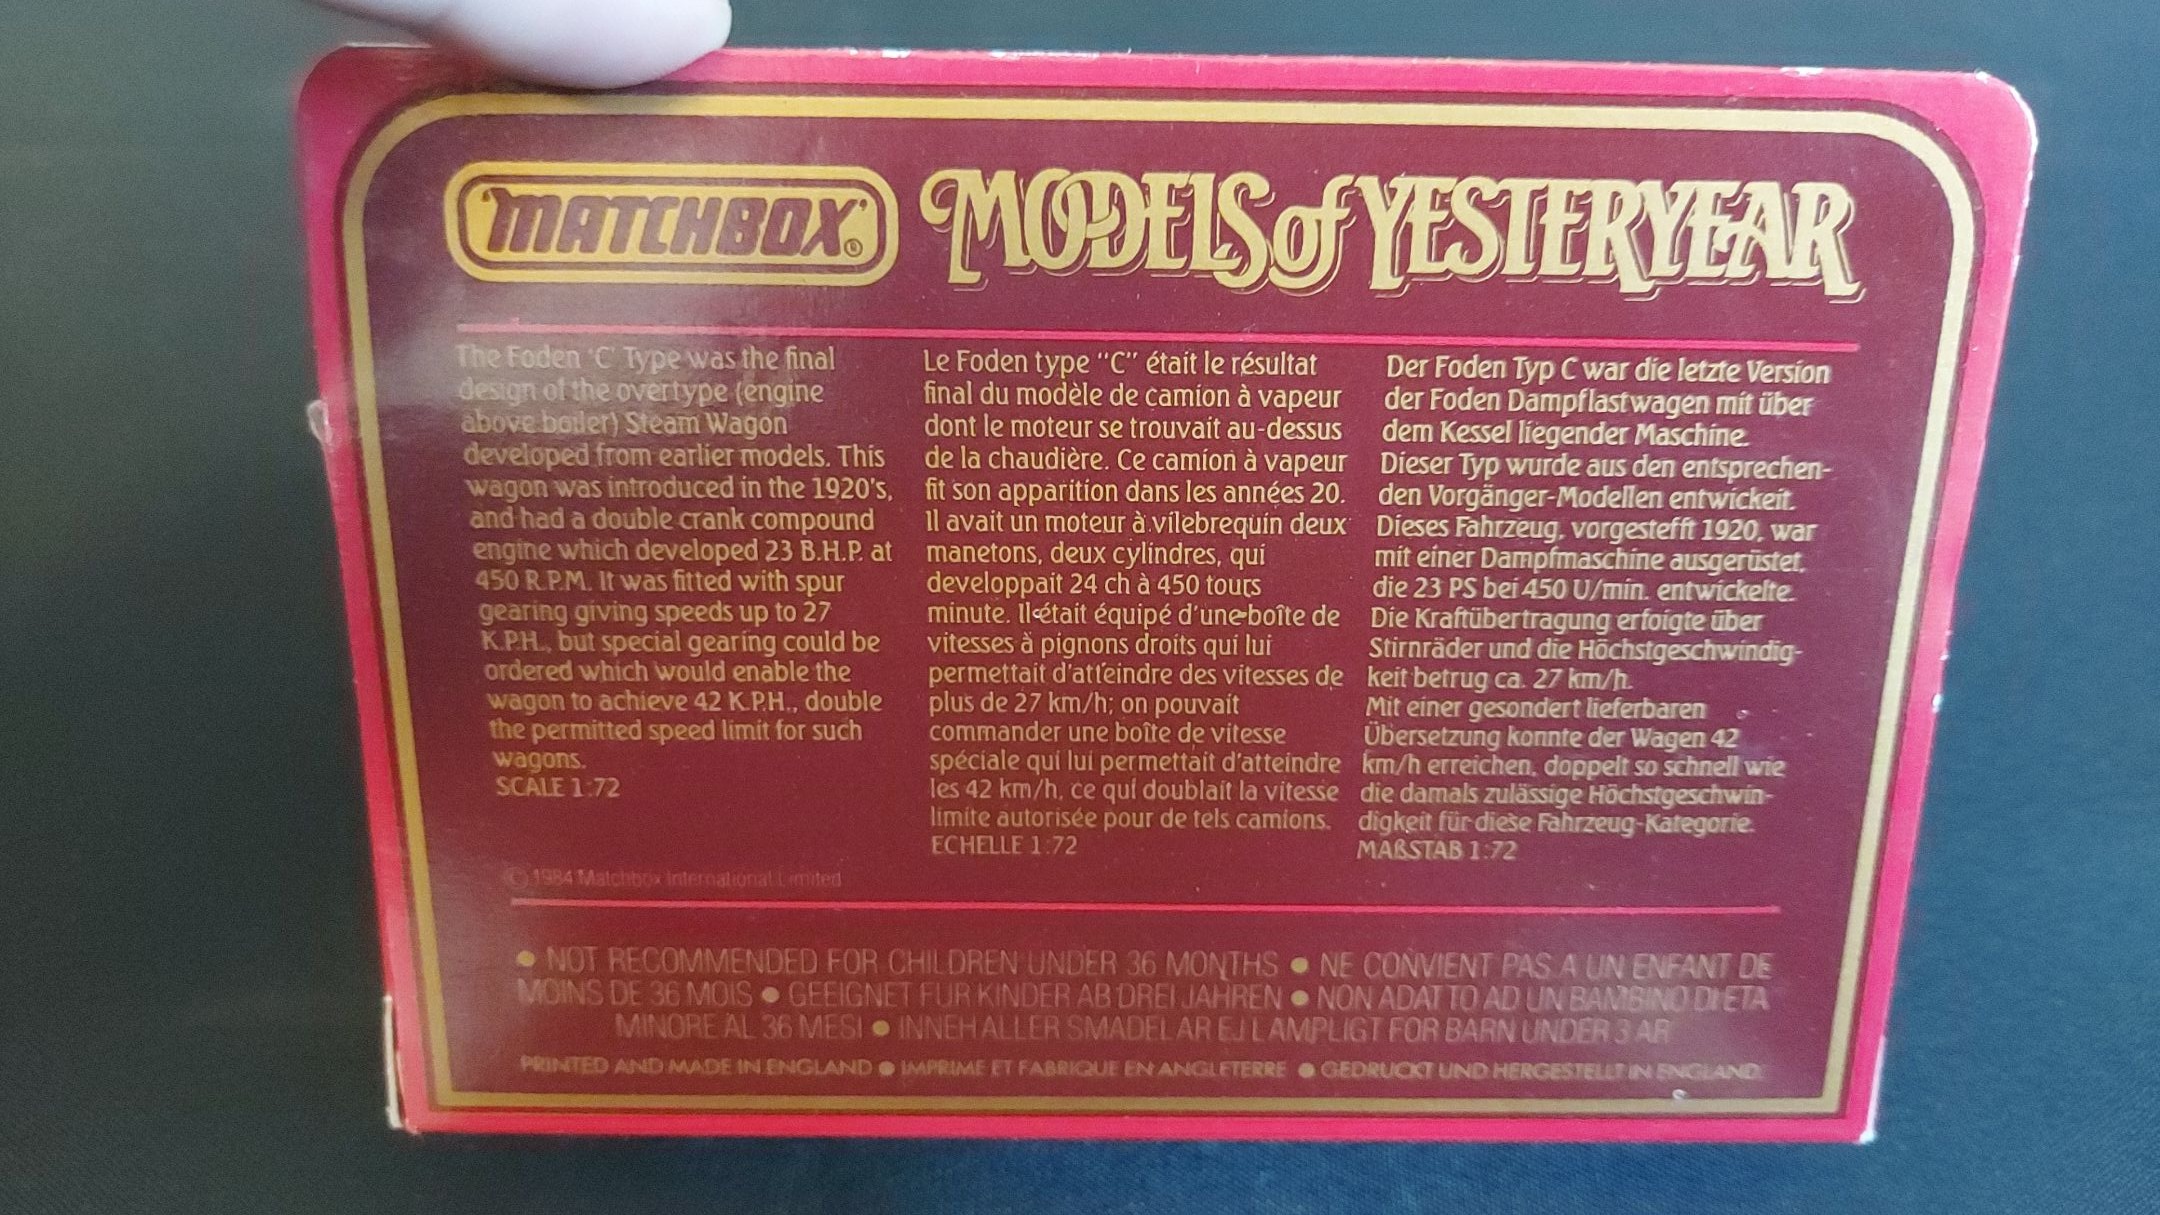 MATCHBOX®
MODELS of YESTERYEAR
The Foden 'C' Type was the final
design of the overtype (engine
above boiler) Steam Wagon
developed from earlier models. This
wagon was introduced in the 1920's,
and had a double crank compound
engine which developed 23 B.H.P. at
450 R.P.M. It was fitted with spur
gearing giving speeds up to 27
K.P.H., but special gearing could be
ordered which would enable the
wagon to achieve 42 K.P.H., double
the permitted speed limit for such
wagons.
SCALE 1:72
© 1984 Matchbox International Limited
Le Foden type "C" était le résultat
final du modèle de camion à vapeur
dont le moteur se trouvait au-dessus
de la chaudière. Ce camion à vapeur
fit son apparition dans les années 20.
Il avait un moteur à vilebrequin deux
manetons, deux cylindres, qui
developpait 24 ch à 450 tours
minute. Il était équipé d'une boîte de
vitesses à pignons droits qui lui
permettait d'atteindre des vitesses de
plus de 27 km/h; on pouvait
commander une boîte de vitesse
spéciale qui lui permettait d'atteindre
les 42 km/h, ce qui doublait la vitesse
limite autorisée pour de tels camions.
ECHELLE 1:72
Der Foden Typ C war die letzte Version
der Foden Dampflastwagen mit über
dem Kessel liegender Maschine.
Dieser Typ wurde aus den entsprechen-
den Vorgänger-Modellen entwickeit.
Dieses Fahrzeug, vorgestefft 1920, war
mit einer Dampfmaschine ausgerüstet,
die 23 PS bei 450 U/min. entwickelte.
Die Kraftübertragung erfoigte über
Stirnräder und die Höchstgeschwindig-
keit betrug ca. 27 km/h.
Mit einer gesondert lieferbaren
Übersetzung konnte der Wagen 42
km/h erreichen, doppelt so schnell wie
die damals zulässige Höchstgeschwin-
digkeit für diese Fahrzeug-Kategorie.
MAßSTAB 1:72
● NOT RECOMMENDED FOR CHILDREN UNDER 36 MONTHS ● NE CONVIENT PAS A UN ENFANT DE
MOINS DE 36 MOIS ● GEEIGNET FUR KINDER AB DREI JAHREN ● NON ADATTO AD UN BAMBINO DI ETA
MINORE AL 36 MESI ● INNEHALLER SMADELAR EJ LAMPLIGT FOR BARN UNDER 3 AR
PRINTED AND MADE IN ENGLAND ● IMPRIME ET FABRIQUE EN ANGLETERRE ● GEDRUCKT UND HERGESTELLT IN ENGLAND